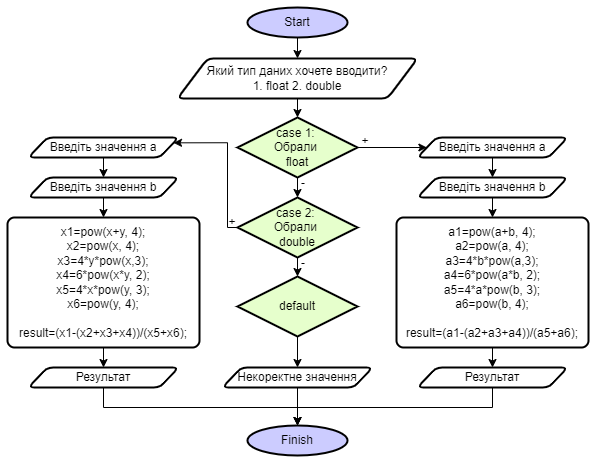 Start
Який тип даних хочете вводити?
1. float 2. double
case 1:
Обрали
float
+
-
Введіть значення a
Введіть значення b
a1=pow(a+b, 4);
a2=pow(a, 4);
a3=4*b*pow(a,3);
a4=6*pow(a*b, 2);
a5=4*a*pow(b, 3);
a6=pow(b, 4);
result=(a1-(a2+a3+a4))/(a5+a6);
Результат
case 2:
Обрали
double
+
-
Введіть значення a
Введіть значення b
x1=pow(x+y, 4);
x2=pow(x, 4);
x3=4*y*pow(x,3);
x4=6*pow(x*y, 2);
x5=4*x*pow(y, 3);
x6=pow(y, 4);
result=(x1-(x2+x3+x4))/(x5+x6);
Результат
default
Некоректне значення
Finish